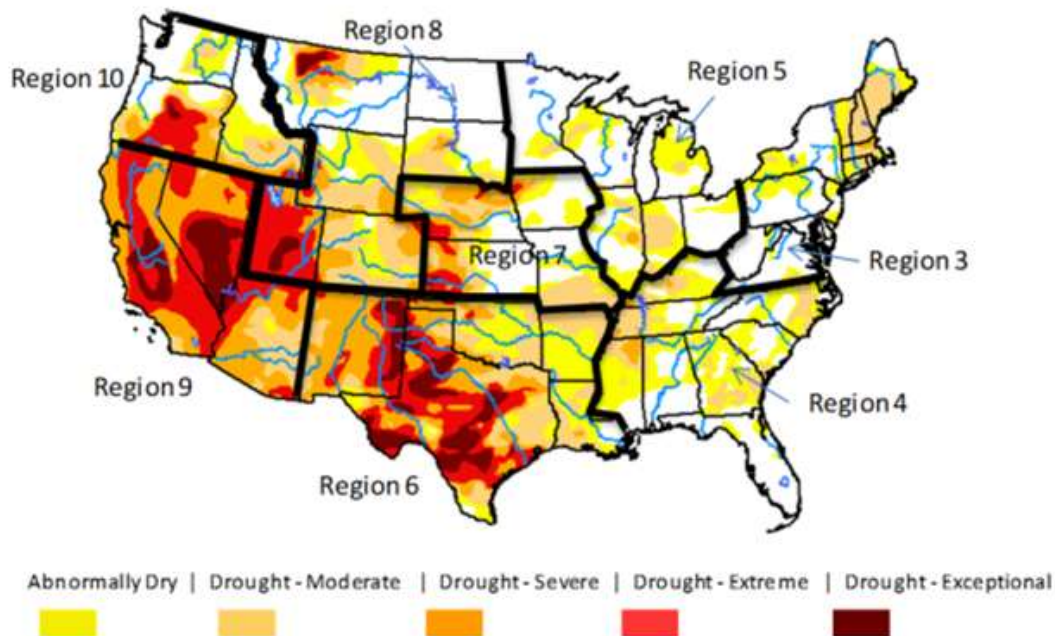 Region 8
Region 5
Region 10
Region 7
Region 3
Region 9
Region 4
Region 6
Abnormally Dry | Drought - Moderate | Drought - Severe | Drought - Extreme | Drought - Exceptional